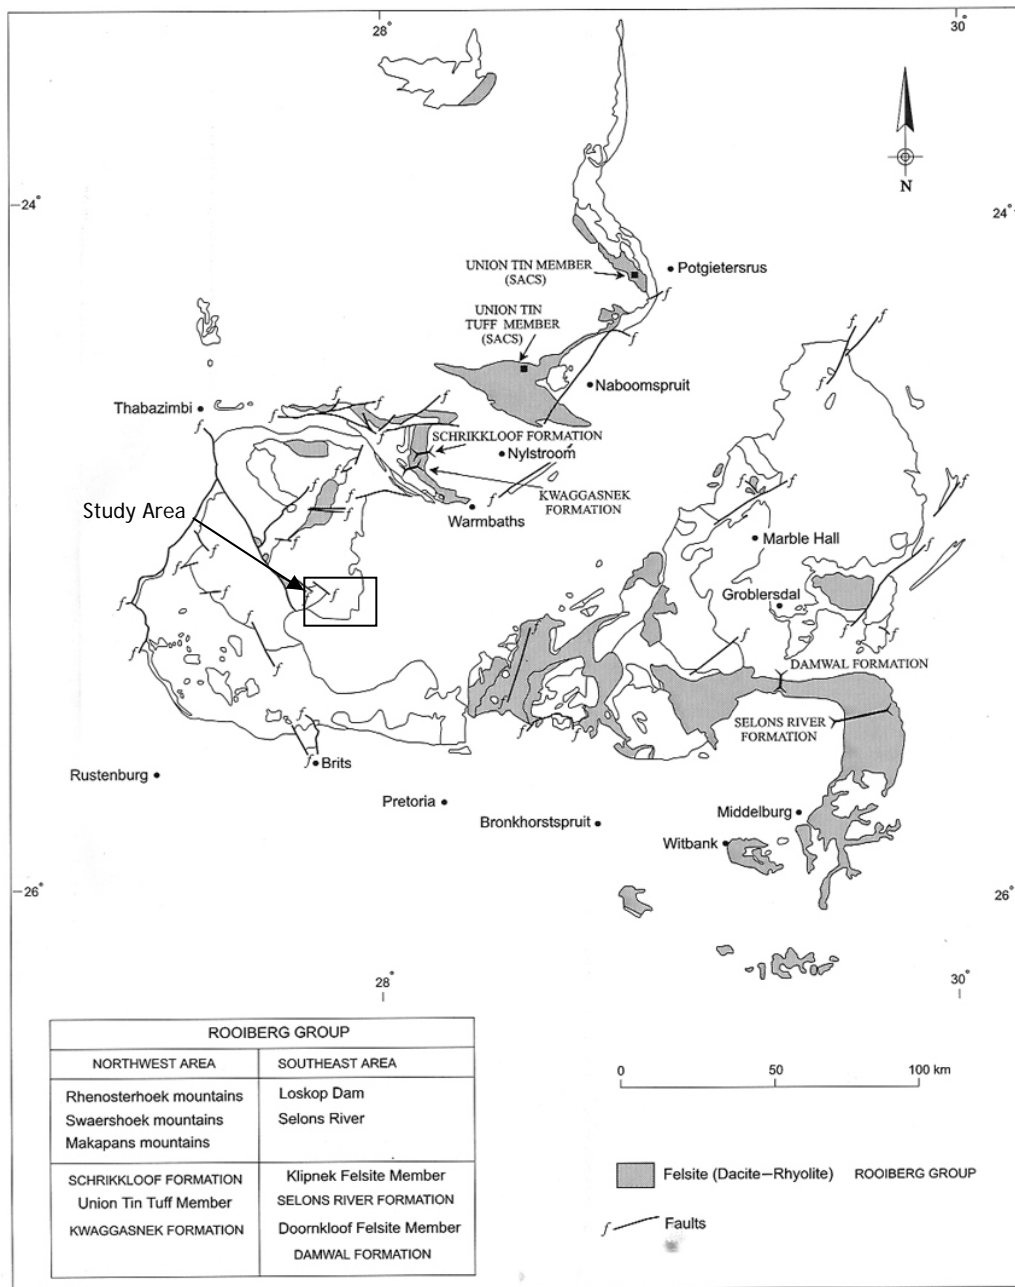 28°
30°
N
24°
24°
UNION TIN MEMBER
(SACS)
Potgietersrus
UNION TIN
TUFF MEMBER
(SACS)
f
f
f
f
f
Naboomspruit
f
f
f
Thabazimbi
f
f
f
f
SCHRIKKLOOF FORMATION
Nylstroom
f
f
f
KWAGGASNEK
FORMATION
Study Area
Warmbaths
f
f
f
f
f
Marble Hall
f
f
f
f
f
f
Groblersdal
f
f
f
f
f
f
f
DAMWAL FORMATION
SELONS RIVER
FORMATION
f
f
f
f
Brits
Rustenburg
Pretoria
Bronkhorstspruit
Middelburg
Witbank
26°
26°
28°
30°
ROOIBERG GROUP
NORTHWEST AREA SOUTHEAST AREA
Rhenosterhoek mountains Loskop Dam
Swaershoek mountains Selons River
Makapans mountains
SCHRIKKLOOF FORMATION Klipnek Felsite Member
Union Tin Tuff Member SELONS RIVER FORMATION
KWAGGASNEK FORMATION Doornkloof Felsite Member
DAMWAL FORMATION
0 50 100 km
Felsite (Dacite–Rhyolite) ROOIBERG GROUP
f Faults